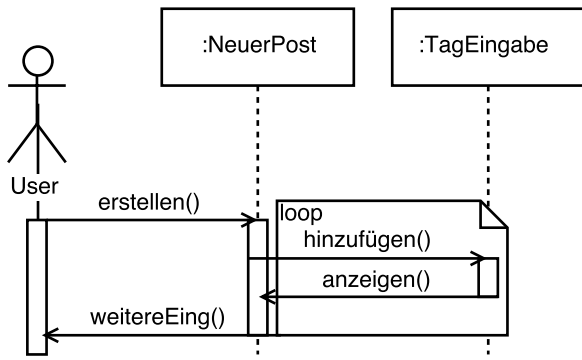 :NeuerPost
:TagEingabe
User
erstellen()
loop
hinzufügen()
anzeigen()
weitereEing()